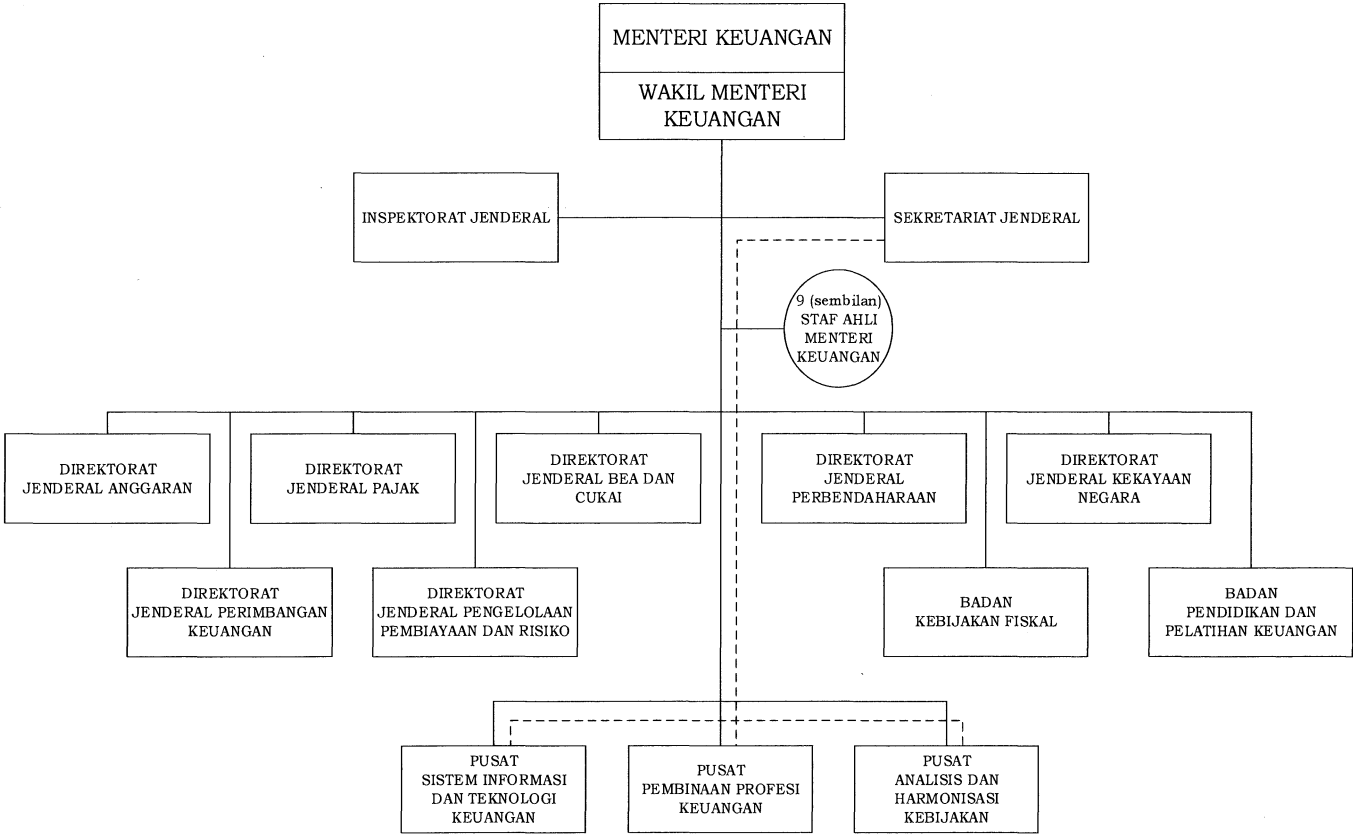 MENTERI KEUANGAN
WAKIL MENTERI
KEUANGAN
INSPEKTORAT JENDERAL
SEKRETARIAT JENDERAL
9 (sembilan)
STAF AHLI
MENTERI
KEUANGAN
DIREKTORAT
JENDERAL ANGGARAN
DIREKTORAT
JENDERAL PAJAK
DIREKTORAT
JENDERAL BEA DAN
CUKAI
DIREKTORAT
JENDERAL
PERBENDAHARAAN
DIREKTORAT
JENDERAL KEKAYAAN
NEGARA
DIREKTORAT
JENDERAL PERIMBANGAN
KEUANGAN
DIREKTORAT
JENDERAL PENGELOLAAN
PEMBIAYAAN DAN RISIKO
BADAN
KEBIJAKAN FISKAL
BADAN
PENDIDIKAN DAN
PELATIHAN KEUANGAN
PUSAT
SISTEM INFORMASI
DAN TEKNOLOGI
KEUANGAN
PUSAT
PEMBINAAN PROFESI
KEUANGAN
PUSAT
ANALISIS DAN
HARMONISASI
KEBIJAKAN